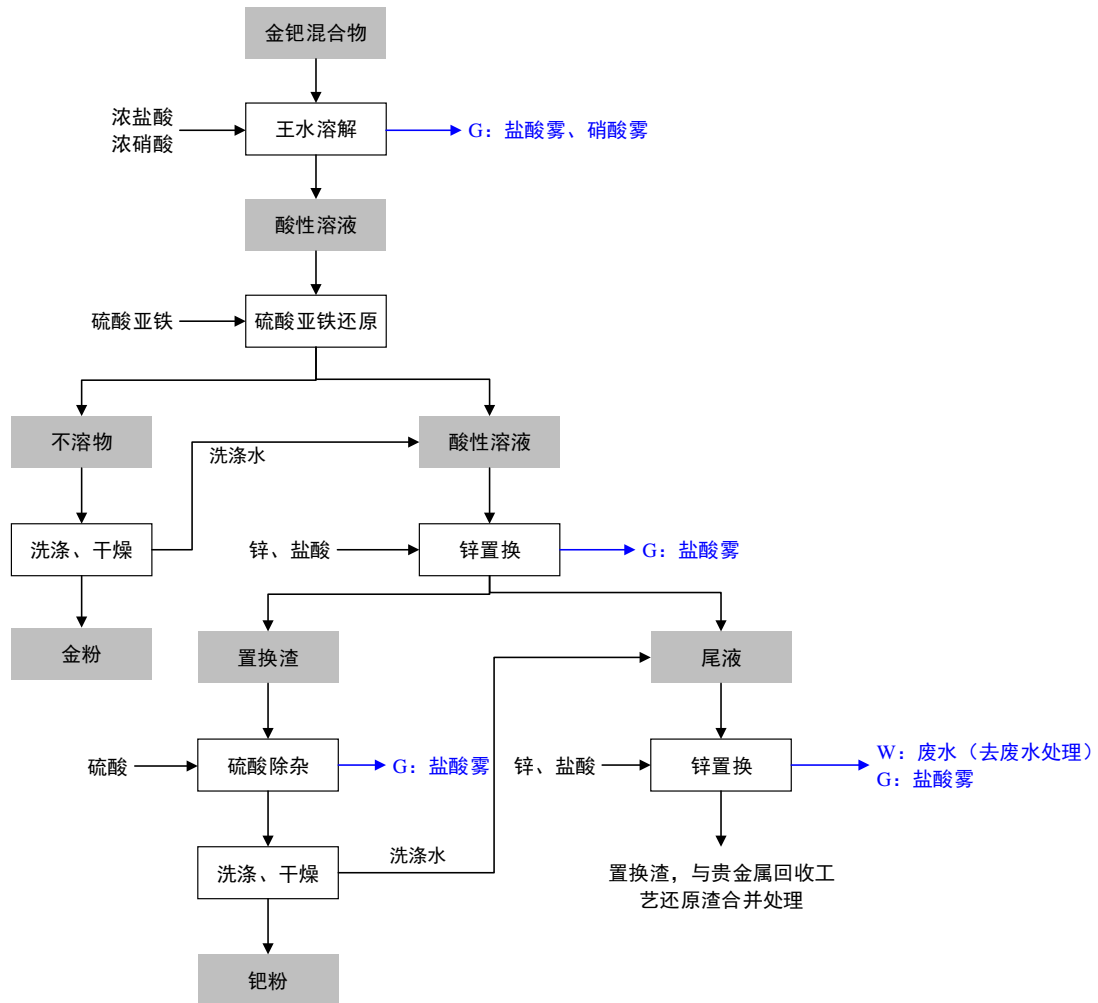 金钯混合物
浓盐酸
浓硝酸
王水溶解
G：盐酸雾、硝酸雾
酸性溶液
硫酸亚铁
硫酸亚铁还原
不溶物
酸性溶液
洗涤水
洗涤、干燥
锌、盐酸
锌置换
G：盐酸雾
金粉
置换渣
尾液
硫酸
硫酸除杂
G：盐酸雾
锌、盐酸
锌置换
W：废水（去废水处理）
G：盐酸雾
洗涤、干燥
洗涤水
置换渣，与贵金属回收工
艺还原渣合并处理
钯粉